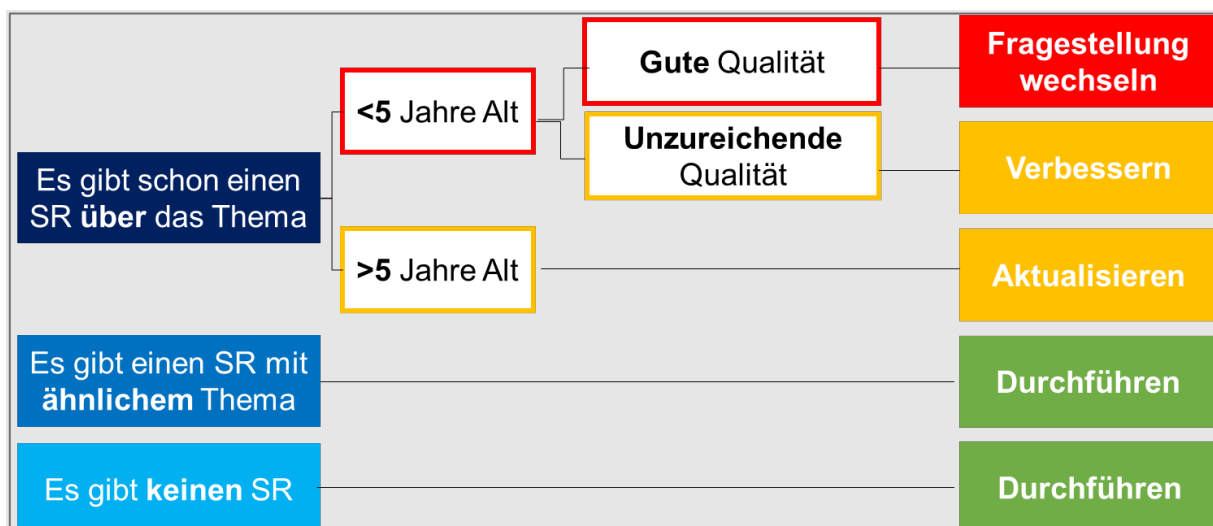 Es gibt schon einen
SR über das Thema
<5 Jahre Alt
Gute Qualität
Fragestellung
wechseln
Unzureichende
Qualität
Verbessern
>5 Jahre Alt
Aktualisieren
Es gibt einen SR mit
ähnlichem Thema
Durchführen
Es gibt keinen SR
Durchführen